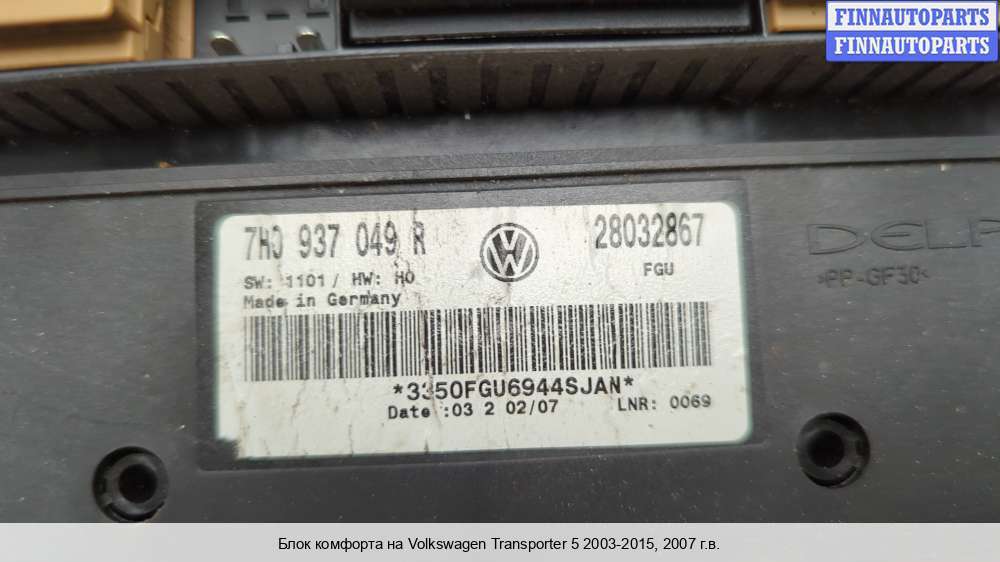 FINNAUTOPARTS
FINNAUTOPARTS
7H0 937 049 R
28032867
SW: 1101/ HW: H0
FGU
Made in Germany
*3350FGU6944SJAN*
Date :03 2 02/07
LNR: 0069
>PP-GF30<
Блок комфорта на Volkswagen Transporter 5 2003-2015, 2007 г.в.